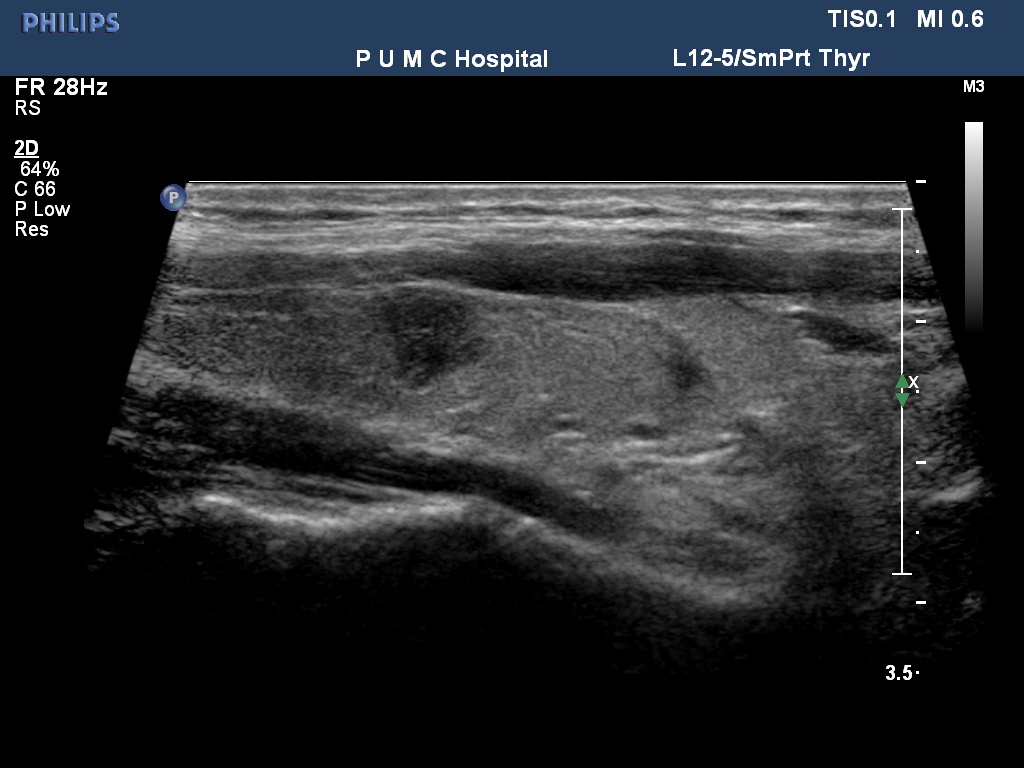 PHILIPS
TIS0.1 MI 0.6
P U M C Hospital
L12-5/SmPrt Thyr
FR 28Hz
RS
M3
2D
64%
C 66
P Low
Res
P
X
3.5